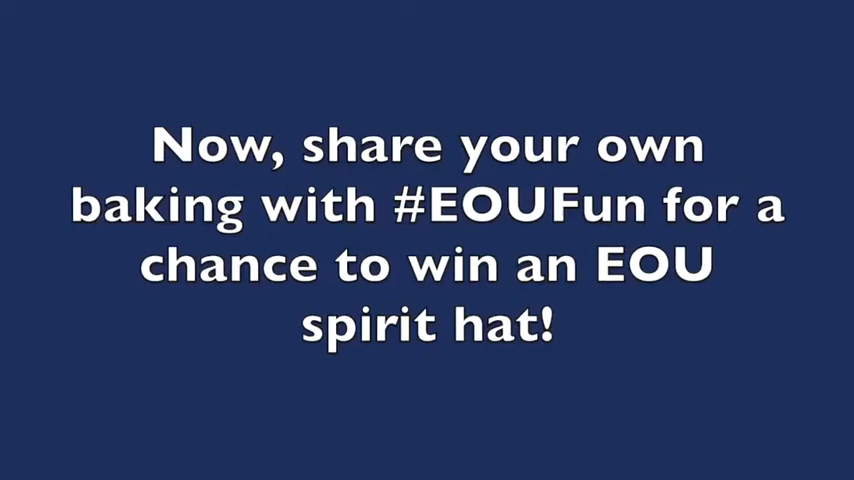 Now, share your own
baking with #EOUFun for a
chance to win an EOU
spirit hat!